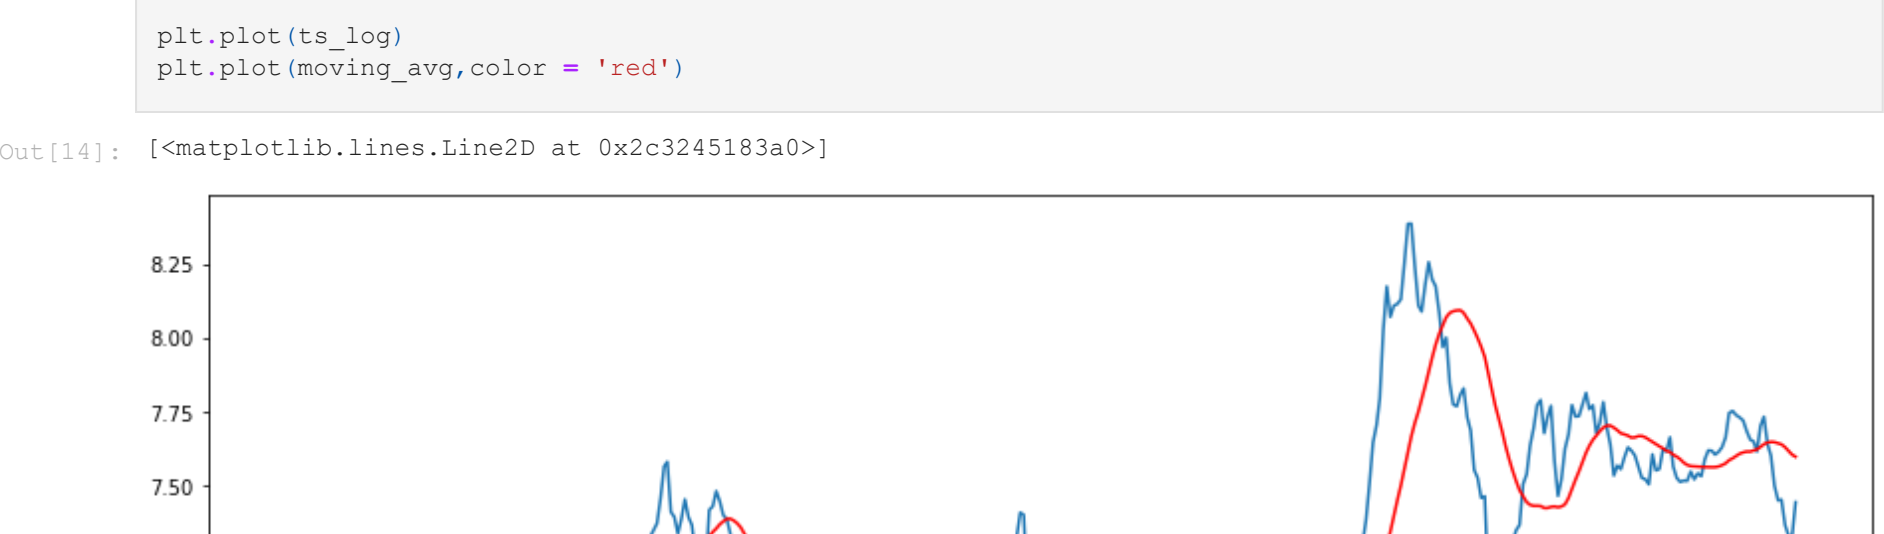 plt.plot(ts_log)
plt.plot(moving_avg,color = 'red')
Out[14]: [<matplotlib.lines.Line2D at 0x2c3245183a0>]
8.25
8.00
7.75
7.50